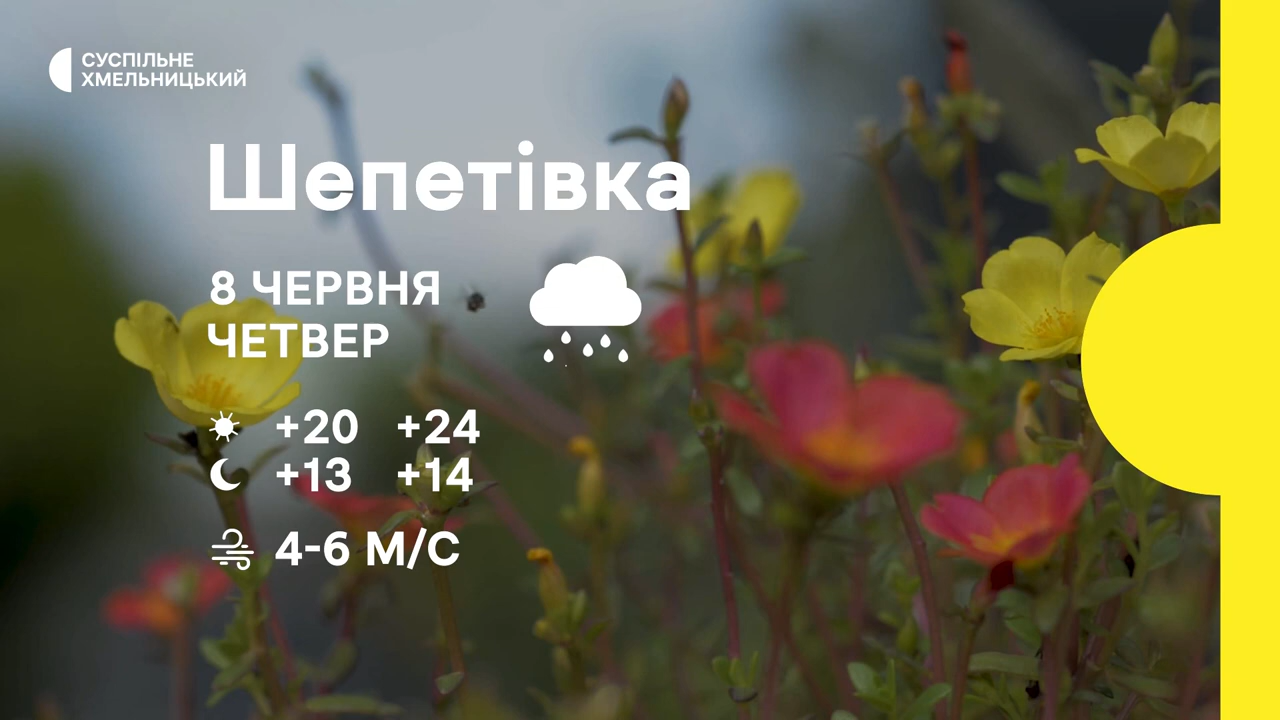 СУСПІЛЬНЕ
ХМЕЛЬНИЦЬКИЙ
Шепетівка
8 ЧЕРВНЯ
ЧЕТВЕР
+20 +24
+13 +14
4-6 М/С